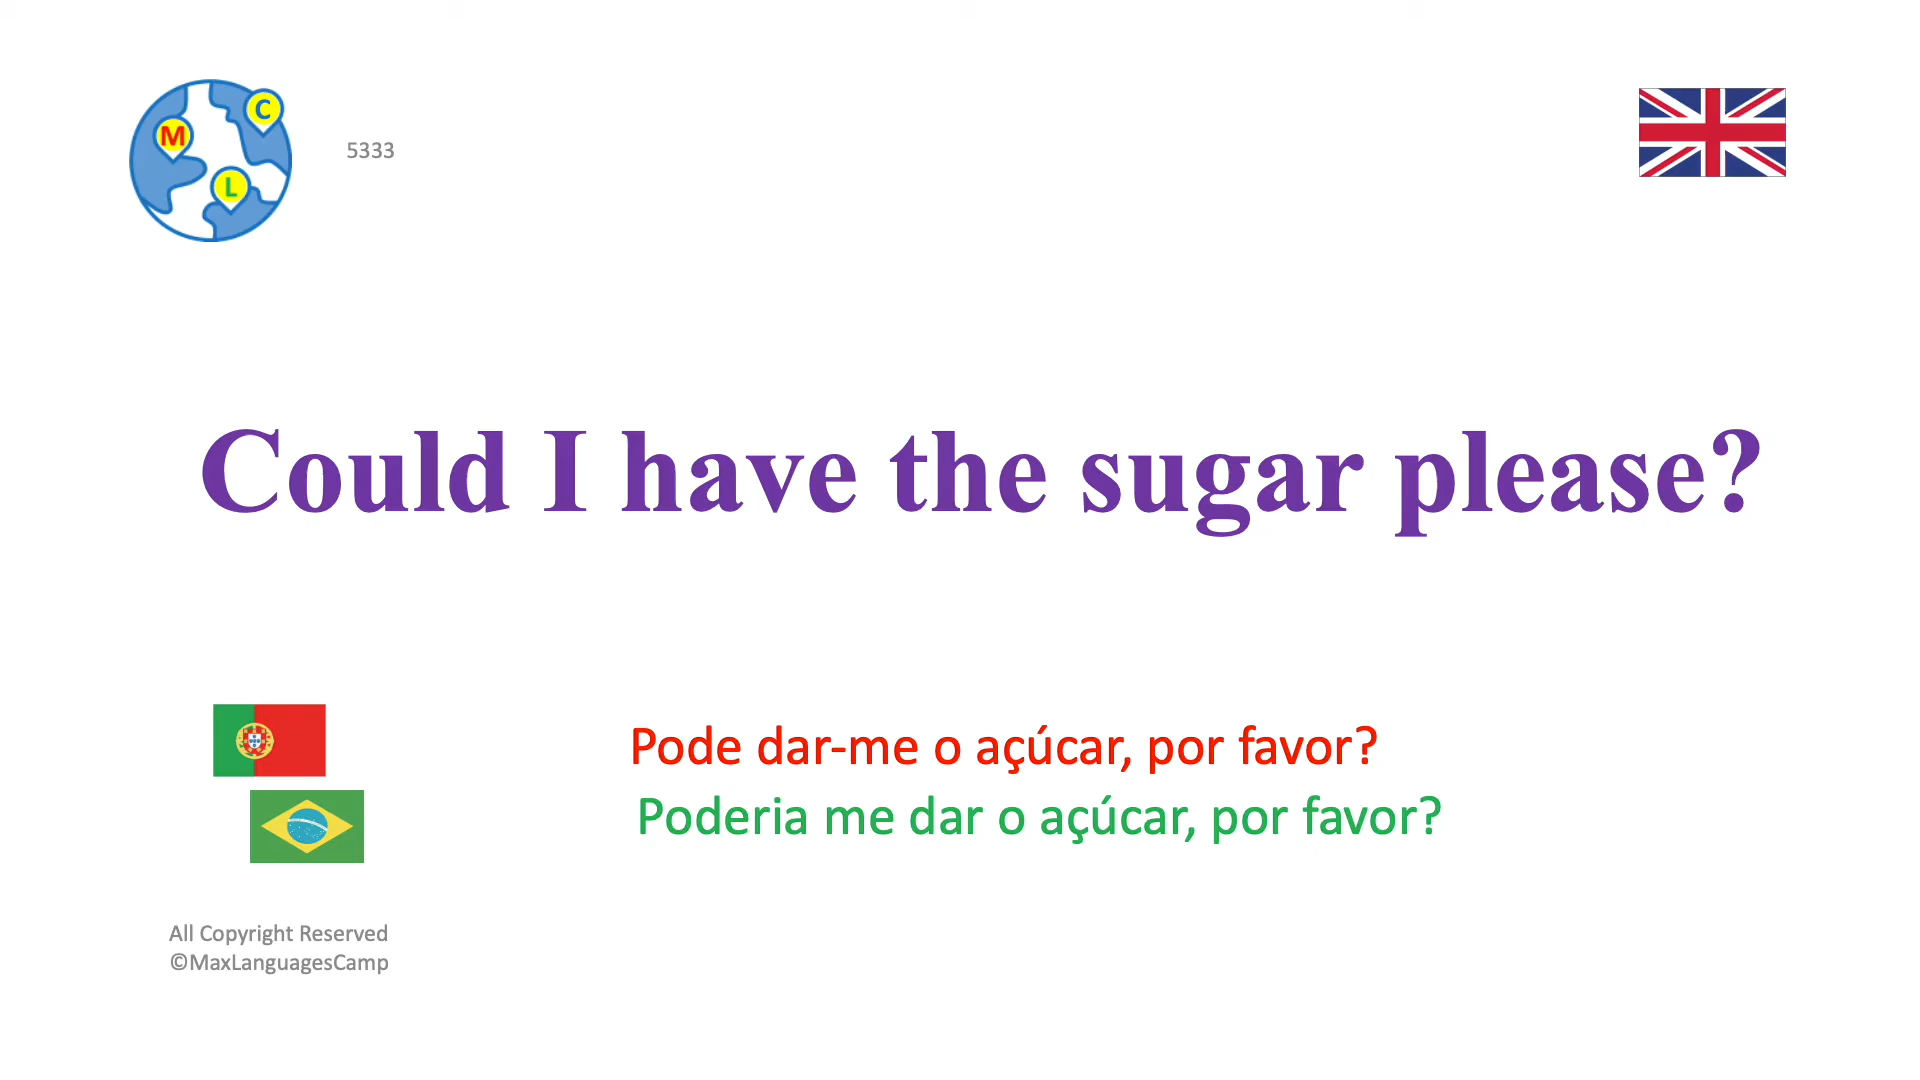 C
M
L
5333
Could I have the sugar please?
Pode dar-me o açúcar, por favor?
Poderia me dar o açúcar, por favor?
All Copyright Reserved
©MaxLanguagesCamp